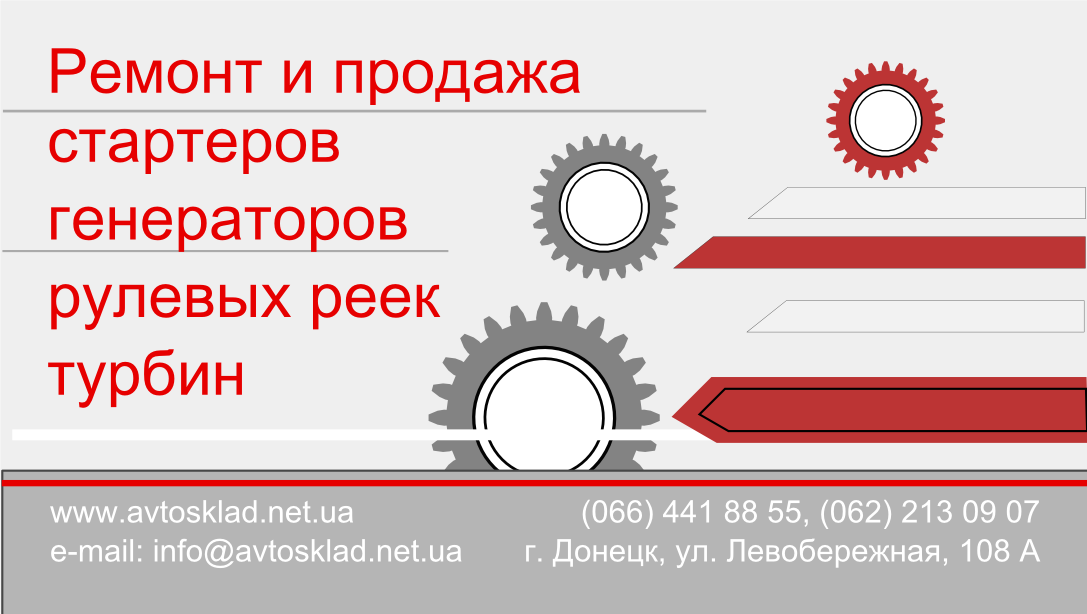 Ремонт и продажа
стартеров
генераторов
рулевых реек
турбин
www.avtosklad.net.ua
(066) 441 88 55, (062) 213 09 07
e-mail: info@avtosklad.net.ua
г. Донецк, ул. Левобережная, 108 А